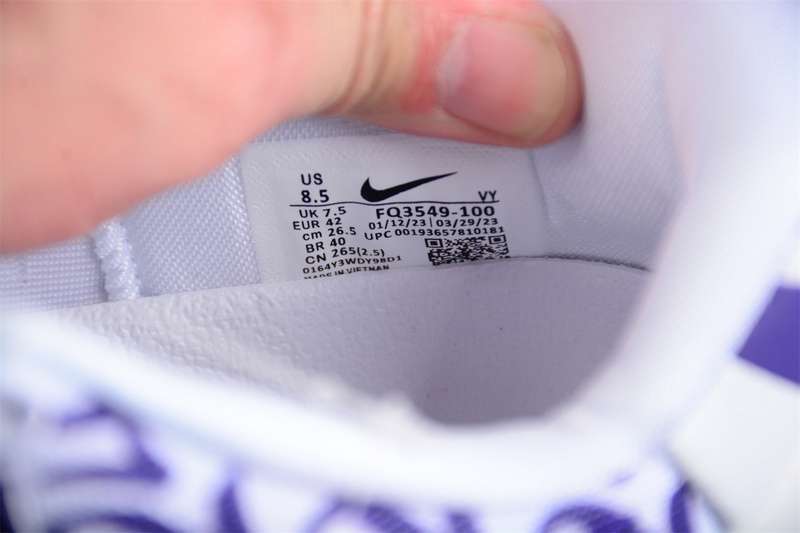 US
8.5 VY
UK 7.5 FQ3549-100
EUR 42 01/12/23 | 03/29/23
cm 26.5 UPC 00193657810181
BR 40
CN 265(2.5)
0164Y3WDY98D1
MADE IN VIETNAM